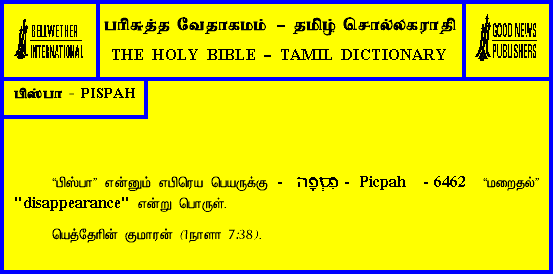 BELLWETHER
INTERNATIONAL
பரிசுத்த வேதாகமம் – தமிழ் சொல்லகராதி
THE HOLY BIBLE – TAMIL DICTIONARY
GOOD NEWS
PUBLISHERS
பிஸ்பா - PISPAH
“பிஸ்பா” என்னும் எபிரெய பெயருக்கு - פִּסְפָּה - Picpah - 6462 “மறைதல்”
"disappearance" என்று பொருள்.
யெத்தேரின் குமாரன் (1நாளா 7:38).